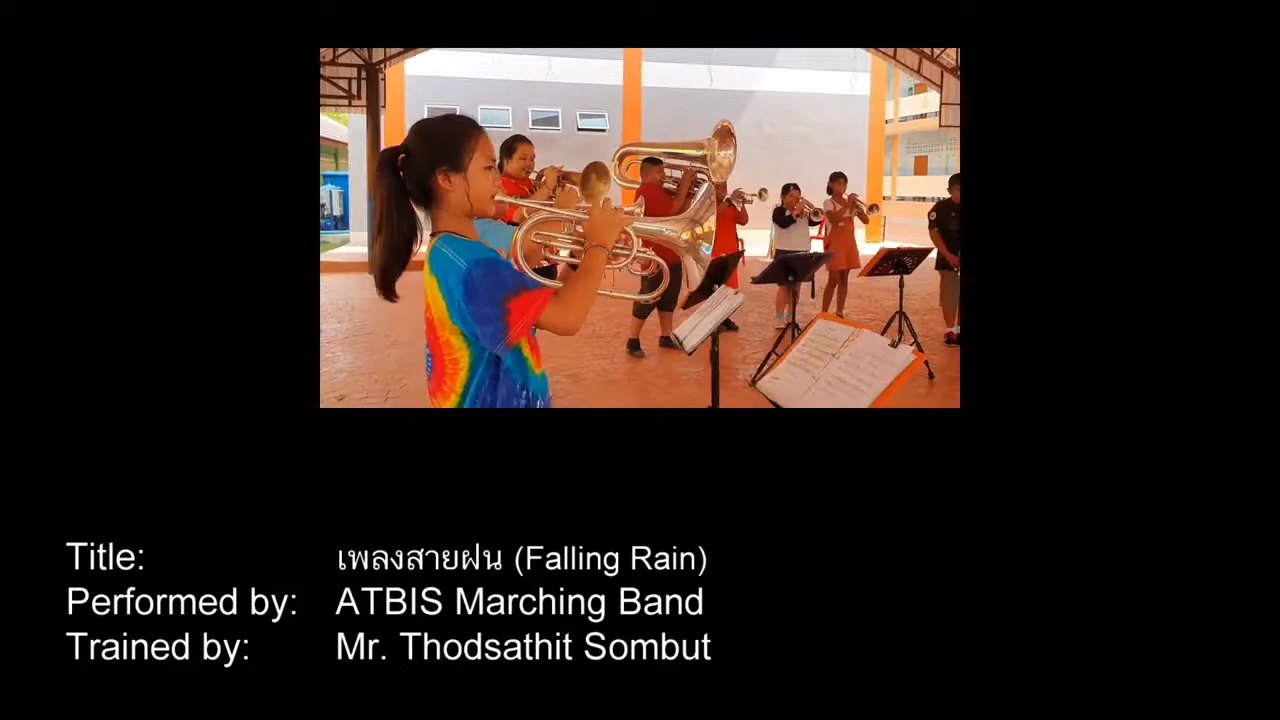 Title: เพลงสายฝน (Falling Rain)
Performed by: ATBIS Marching Band
Trained by: Mr. Thodsathit Sombut